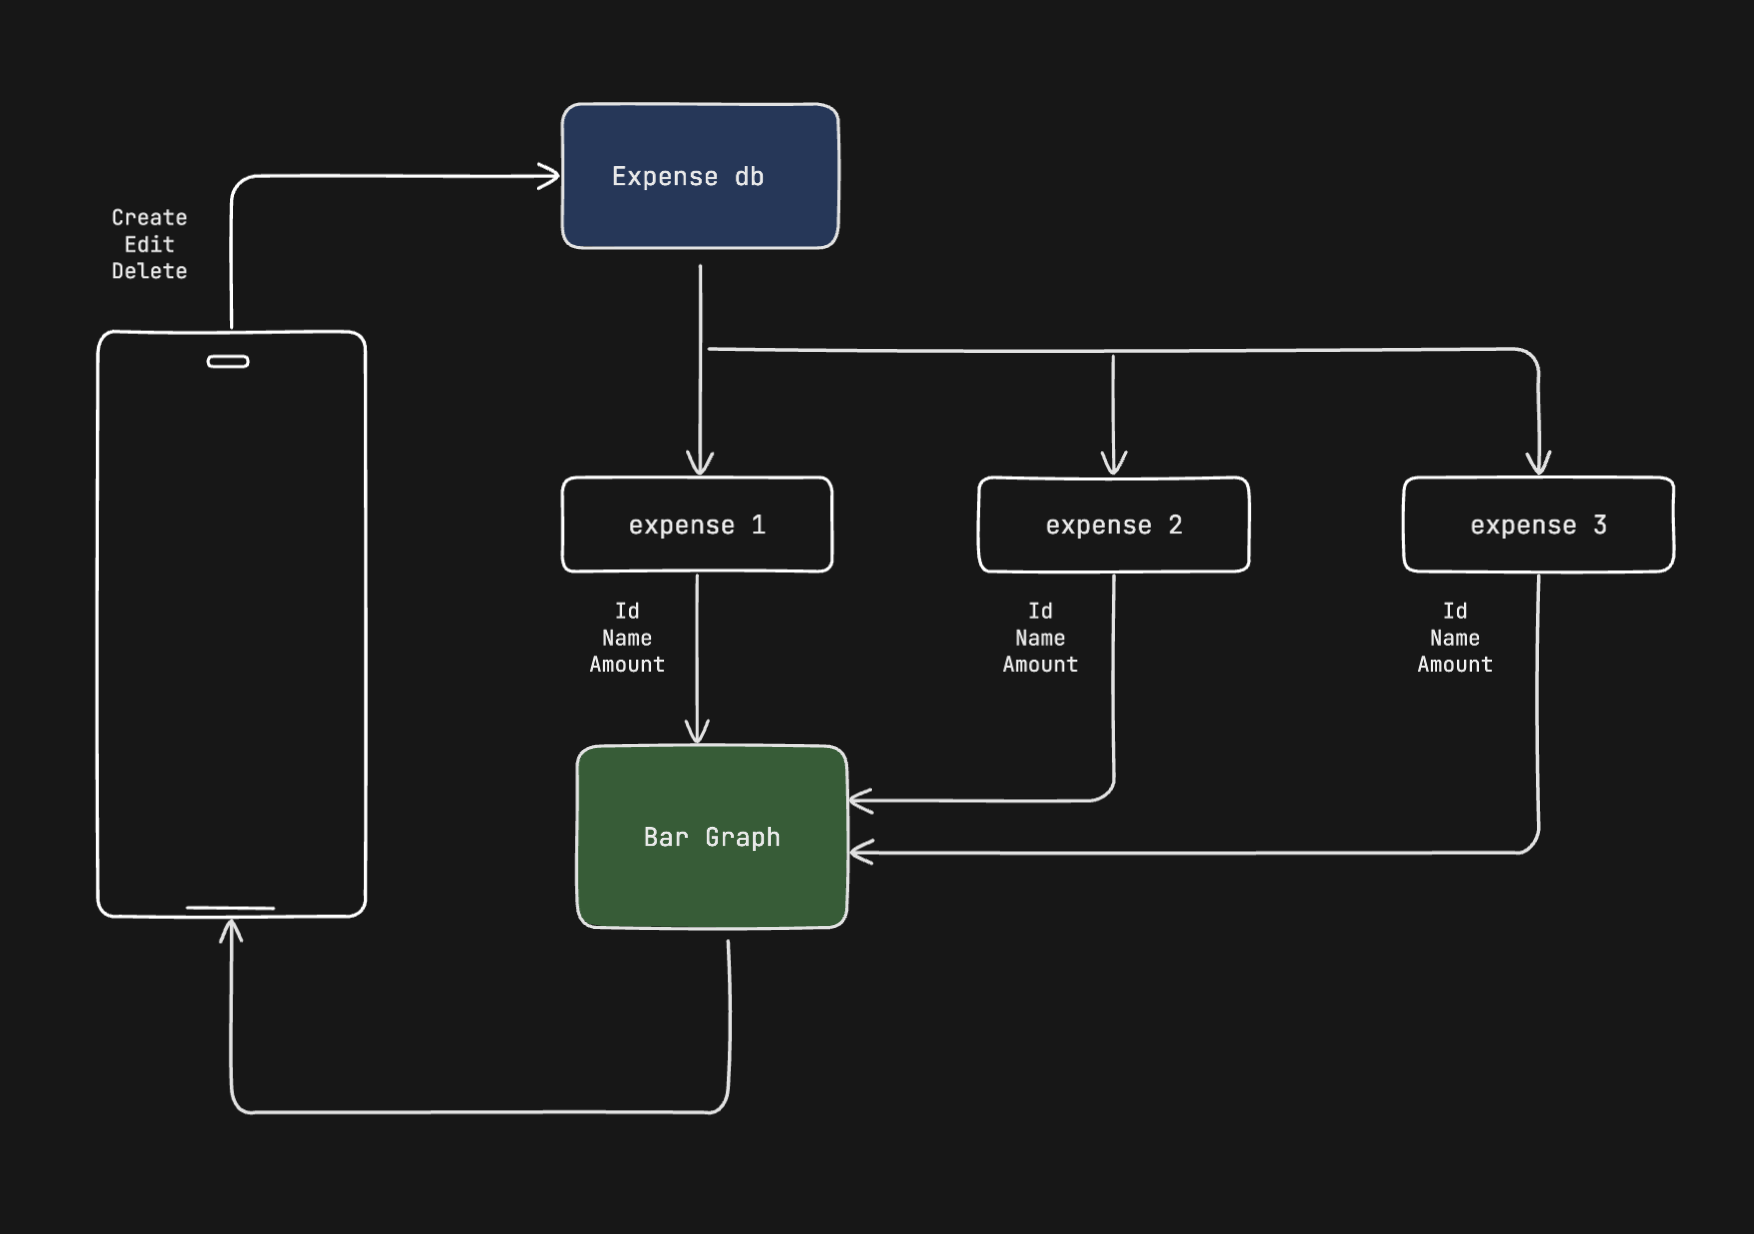 Expense db
Create
Edit
Delete
expense 1
expense 2
expense 3
Id
Name
Amount
Id
Name
Amount
Id
Name
Amount
Bar Graph